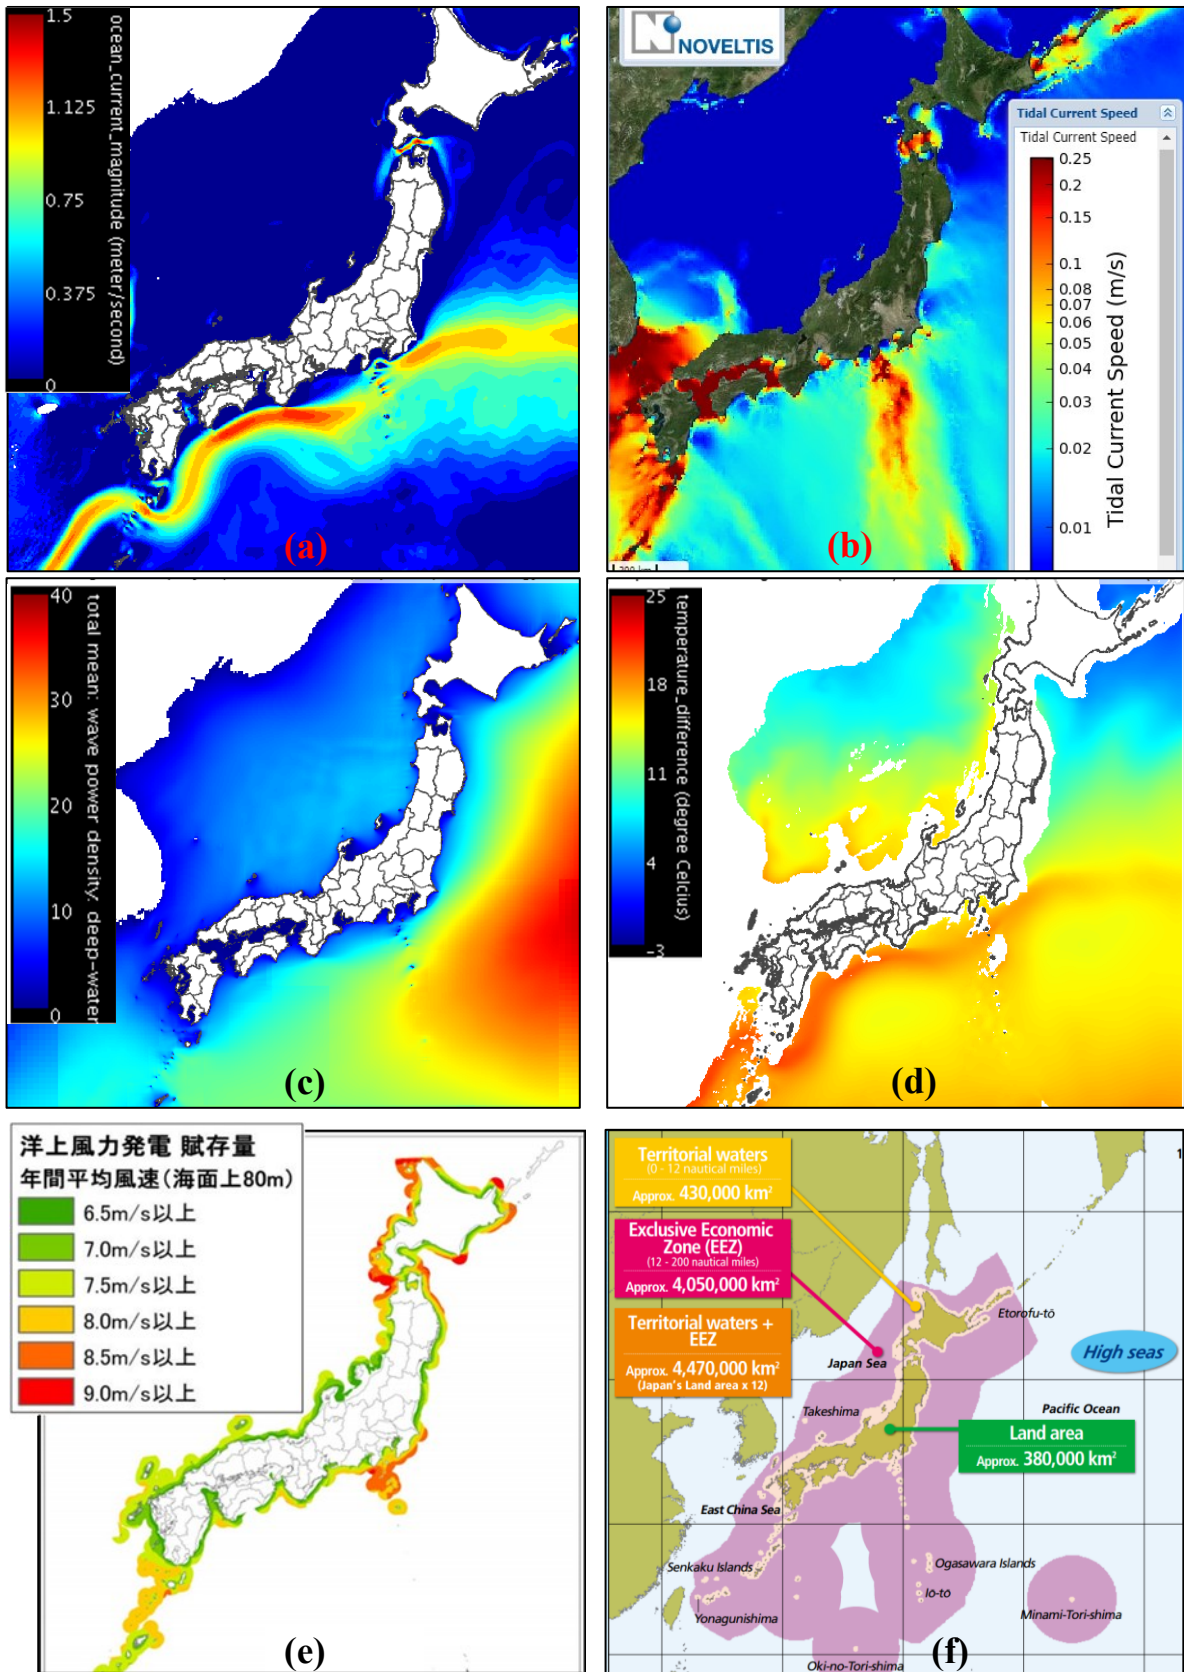 1.5
1.125
0.75
0.375
0
ocean_current_magnitude (meter/second)
(a)
NOVELTIS
Tidal Current Speed
Tidal Current Speed
0.25
0.2
0.15
0.1
0.08
0.07
0.06
0.05
0.04
0.03
0.02
0.01
Tidal Current Speed (m/s)
(b)
40
30
20
10
0
total mean: wave power density. deep-water
(c)
25
18
11
4
-3
temperature_difference (degree Celcius)
(d)
洋上風力発電 賦存量
年間平均風速(海面上80m)
6.5m/s以上
7.0m/s以上
7.5m/s以上
8.0m/s以上
8.5m/s以上
9.0m/s以上
(e)
Territorial waters
(0 - 12 nautical miles)
Approx. 430,000 km²
Exclusive Economic
Zone (EEZ)
(12 - 200 nautical miles)
Approx. 4,050,000 km²
Territorial waters +
EEZ
Approx. 4,470,000 km²
(Japan's Land area x 12)
Etorofu-tō
High seas
Japan Sea
Takeshima
Pacific Ocean
Land area
Approx. 380,000 km²
East China Sea
Senkaku Islands
Ogasawara Islands
Iō-tō
Yonagunishima
Minami-Tori-shima
Oki-no-Tori-shima
(f)